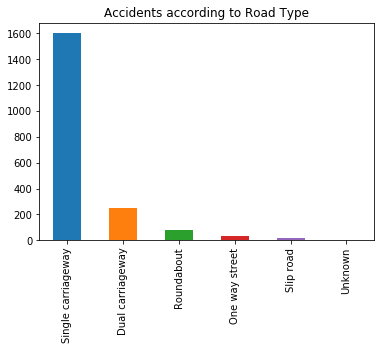 Accidents according to Road Type
1600
1400
1200
1000
800
600
400
200
0
Single carriageway
Dual carriageway
Roundabout
One way street
Slip road
Unknown